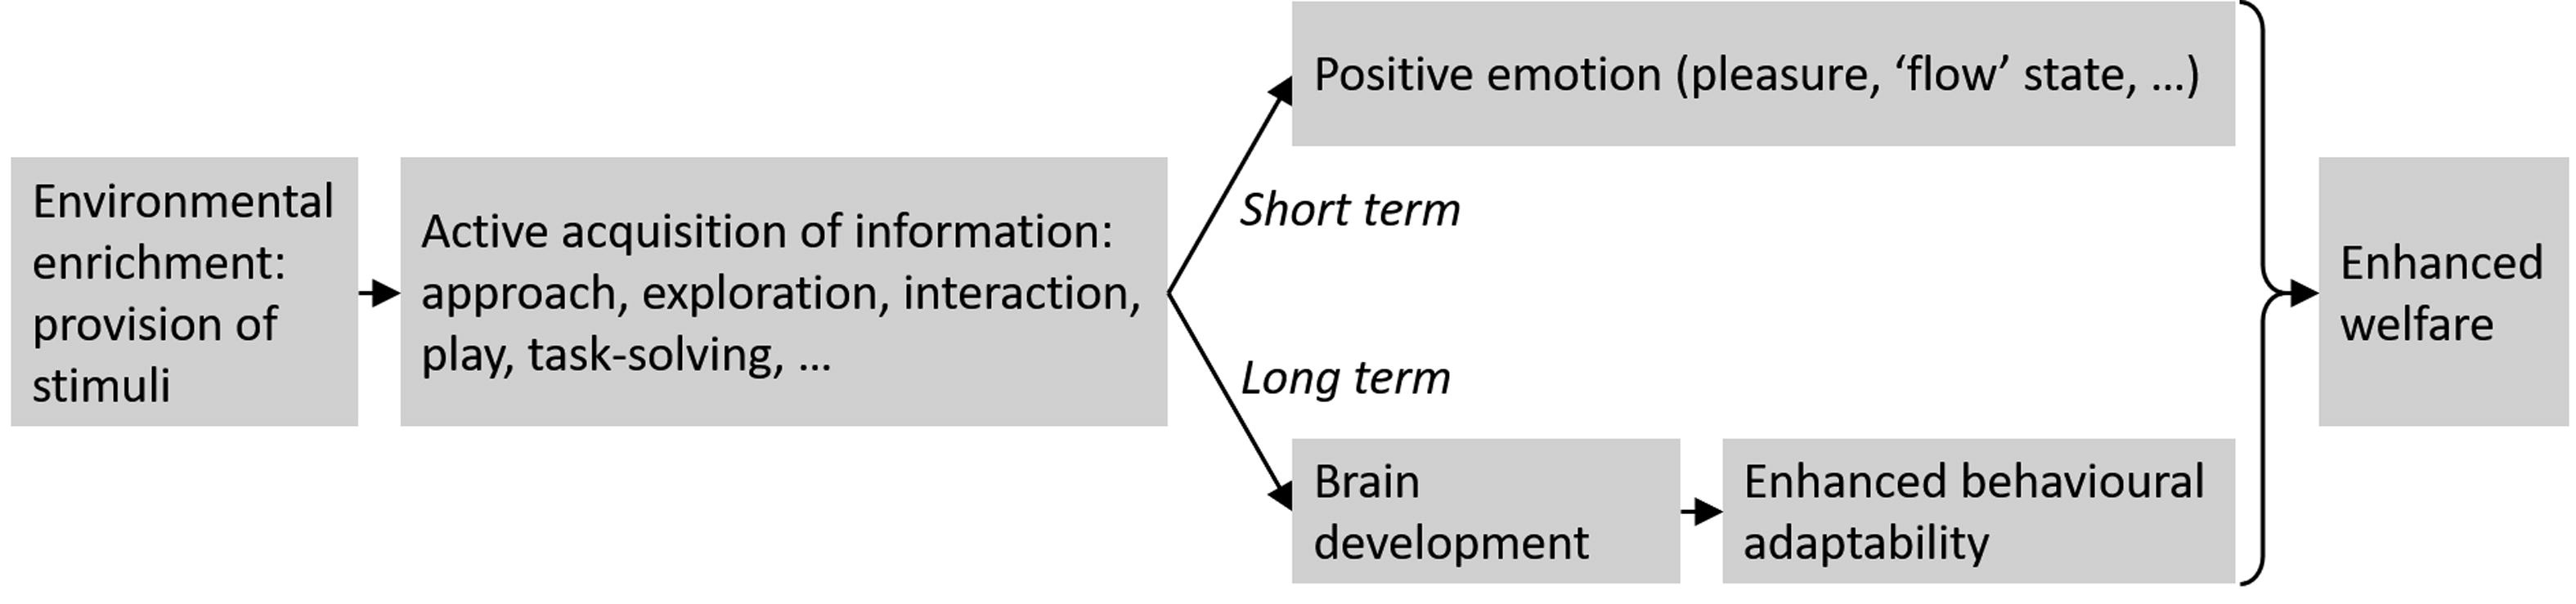 Environmental
enrichment:
provision of
stimuli
Active acquisition of information:
approach, exploration, interaction,
play, task-solving, ...
Short term
Long term
Positive emotion (pleasure, ‘flow’ state, ...)
Brain
development
Enhanced behavioural
adaptability
Enhanced
welfare